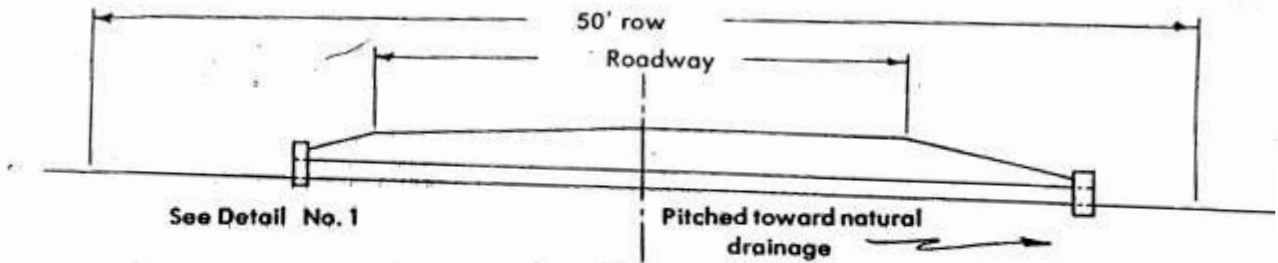 50' row
Roadway
See Detail No. 1
Pitched toward natural
drainage